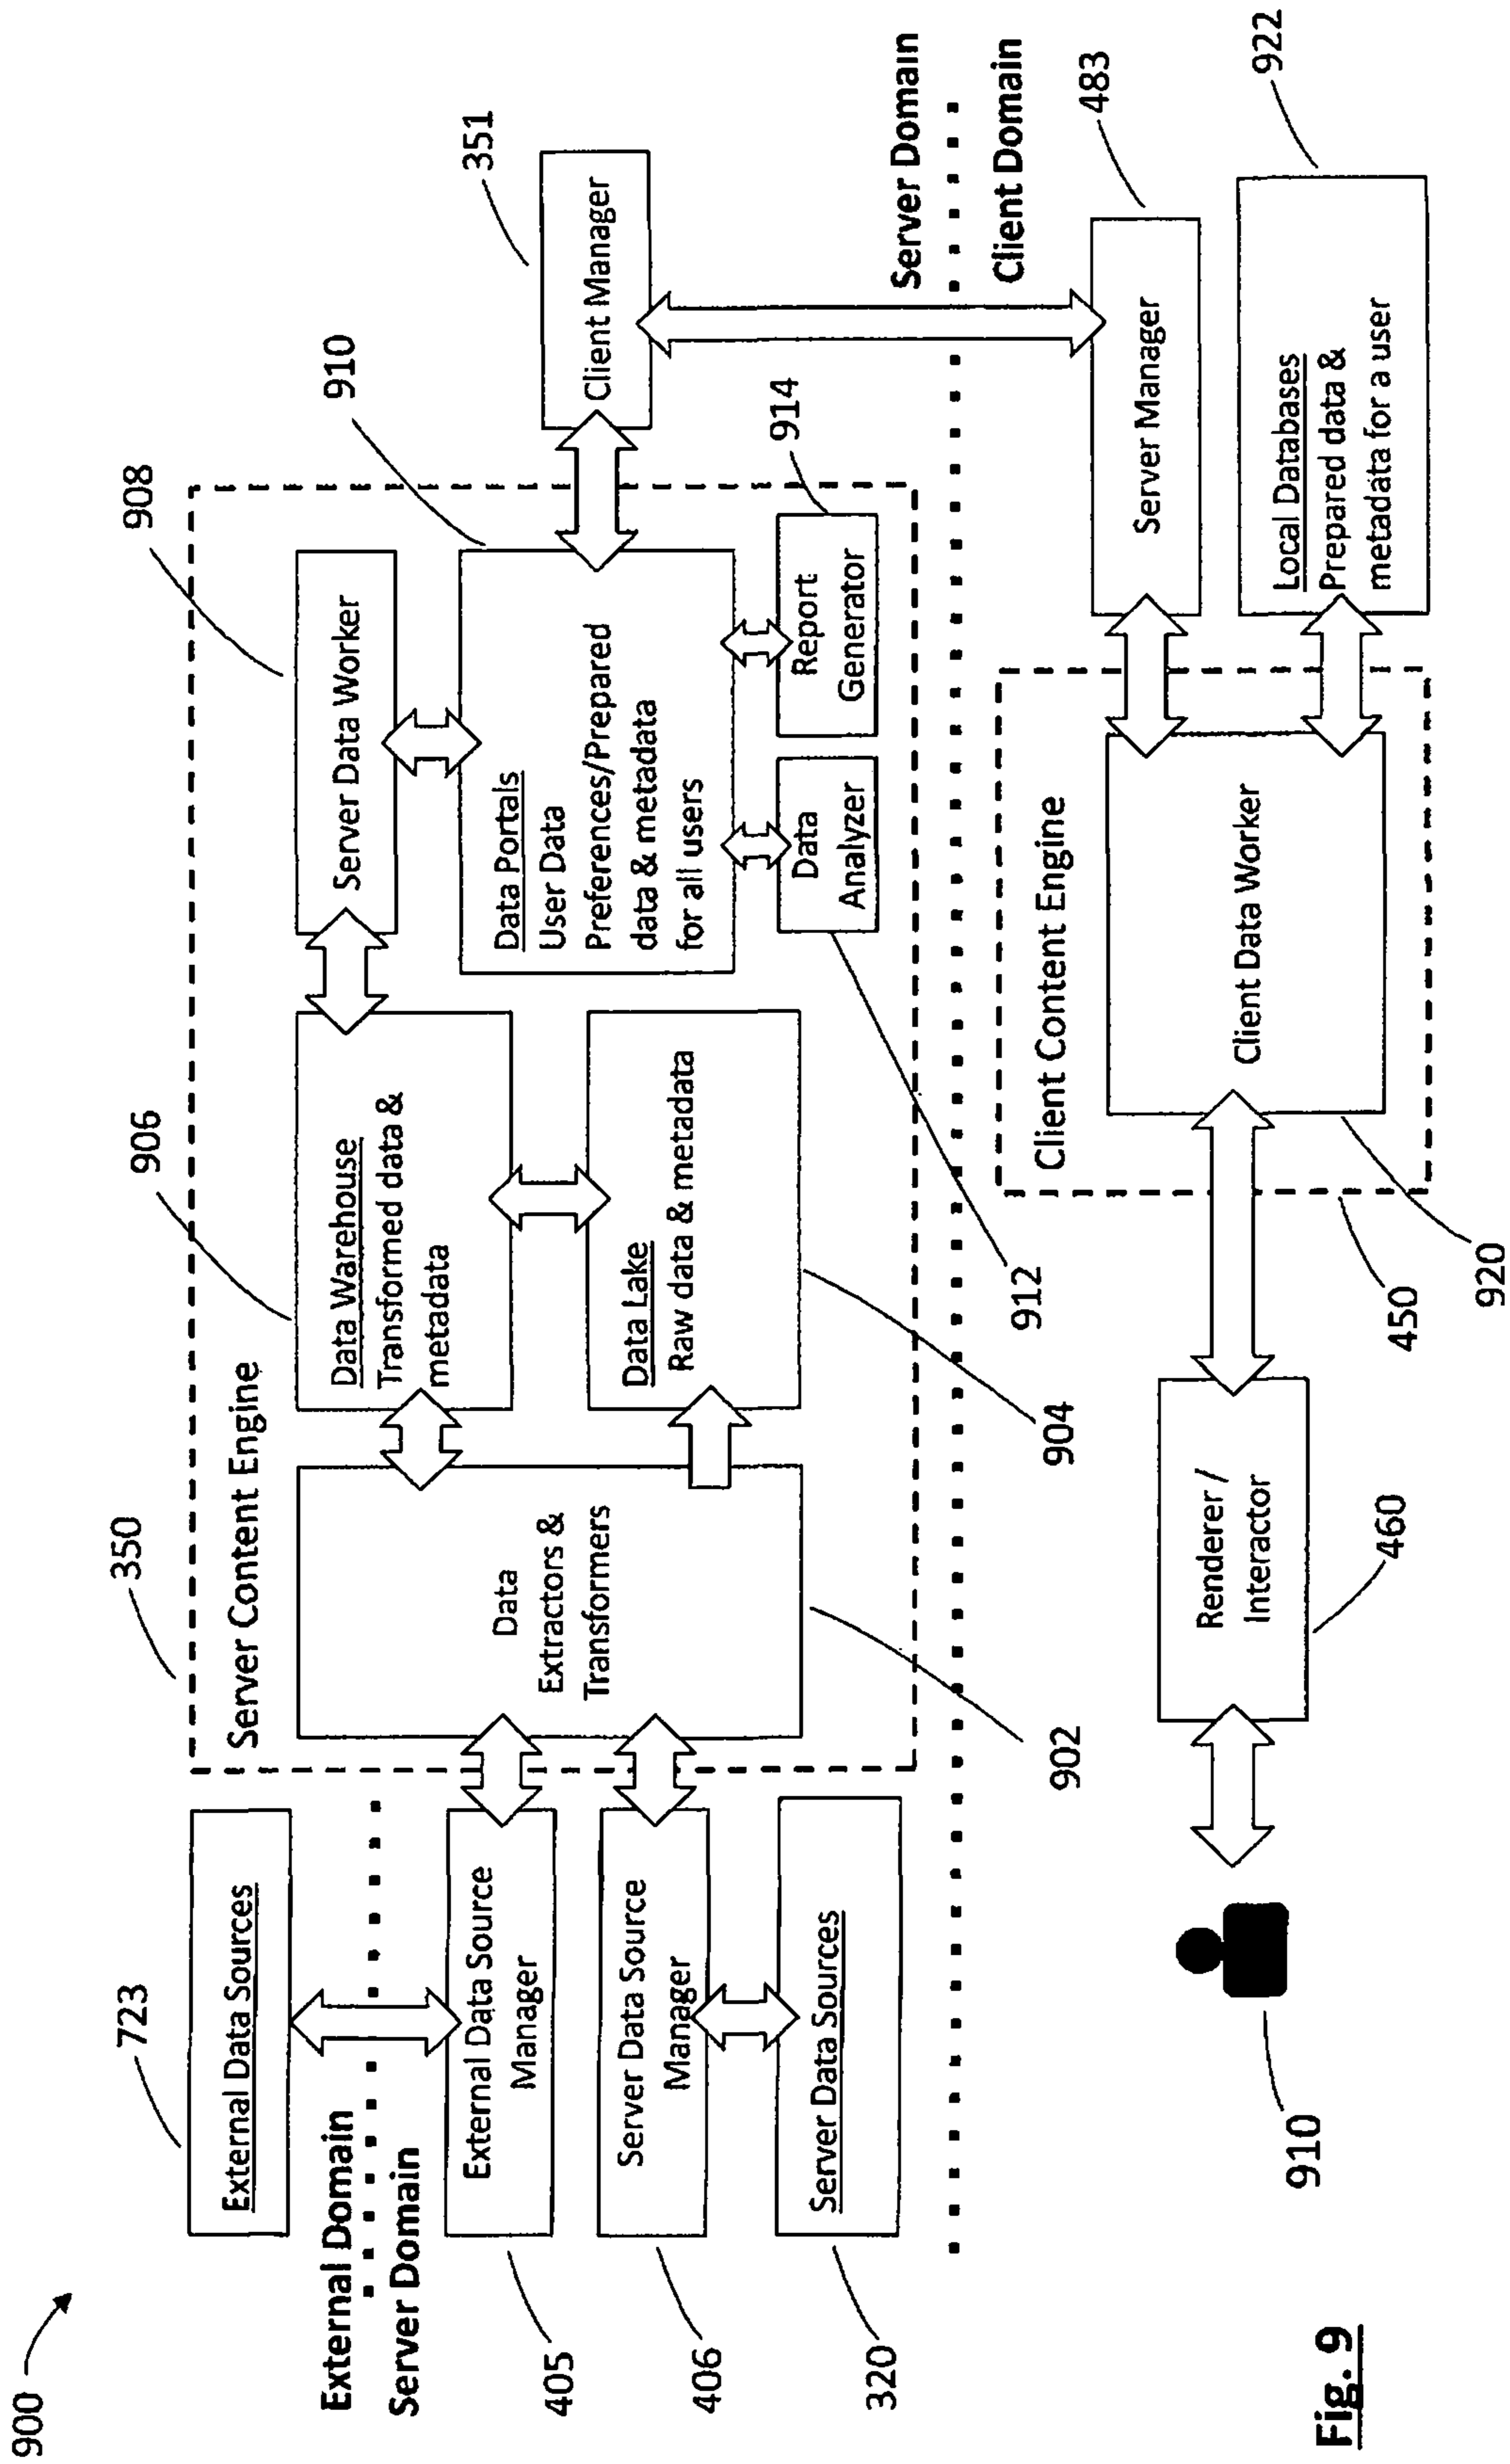 900
723
External Data Sources
External Domain
Server Domain
405
External Data Source
Manager
406
Server Data Source
Manager
320
Server Data Sources
350
Server Content Engine
902
Data
Extractors &
Transformers
906
Data Warehouse
Transformed data &
metadata
904
Data Lake
Raw data & metadata
908
Server Data Worker
910
Data Portals
User Data
Preferences/Prepared
data & metadata
for all users
912
Data
Analyzer
914
Report
Generator
351
Client Manager
Server Domain
Client Domain
910
460
Renderer /
Interactor
450
Client Content Engine
920
Client Data Worker
483
Server Manager
922
Local Databases
Prepared data &
metadata for a user
Fig. 9